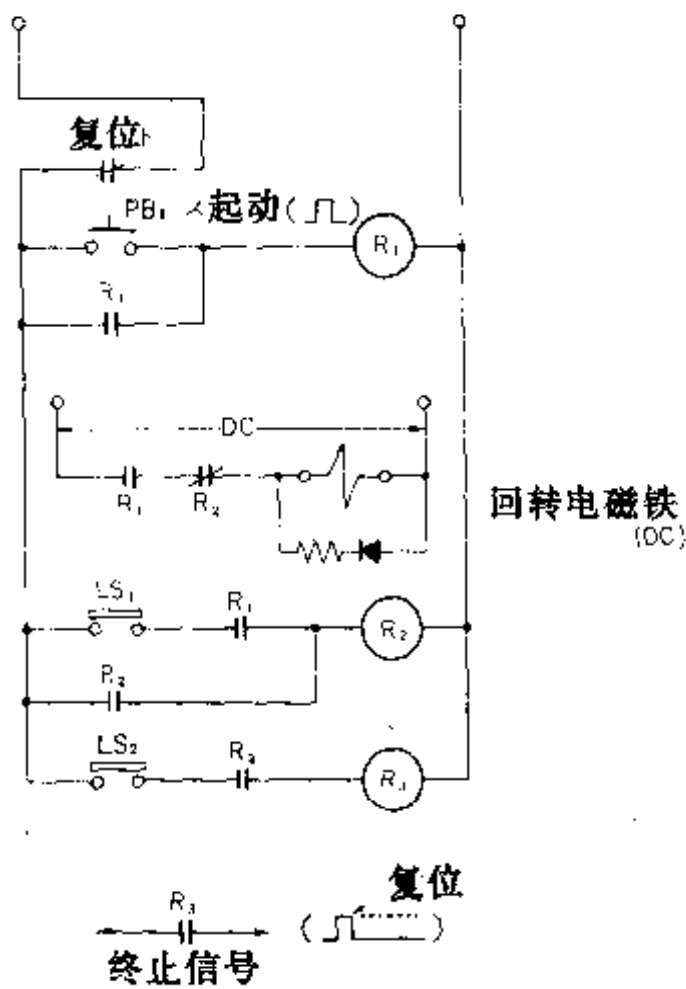 复位
PB₁ 起动
R₁
R₁
DC
R₁ R₂
回转电磁铁
(DC)
LS₁ R₁ R₂
R₂
LS₂ R₂ R₃
复位
R₃
终止信号